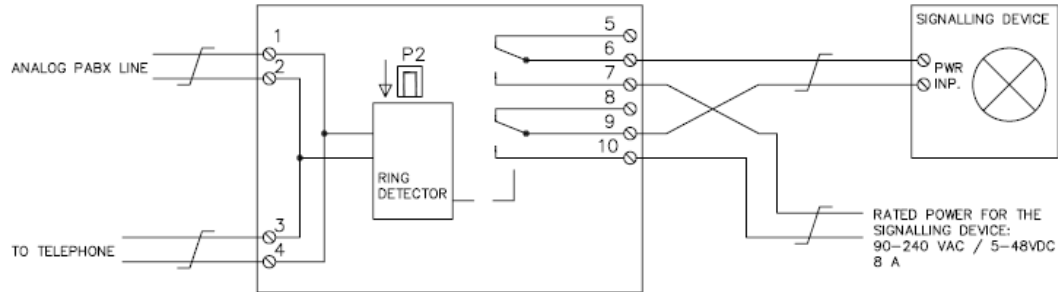 ANALOG PABX LINE
1
2
P2
RING
DETECTOR
3
4
TO TELEPHONE
5
6
7
8
9
10
SIGNALLING DEVICE
PWR
INP.
RATED POWER FOR THE
SIGNALLING DEVICE:
90-240 VAC / 5-48VDC
8 A